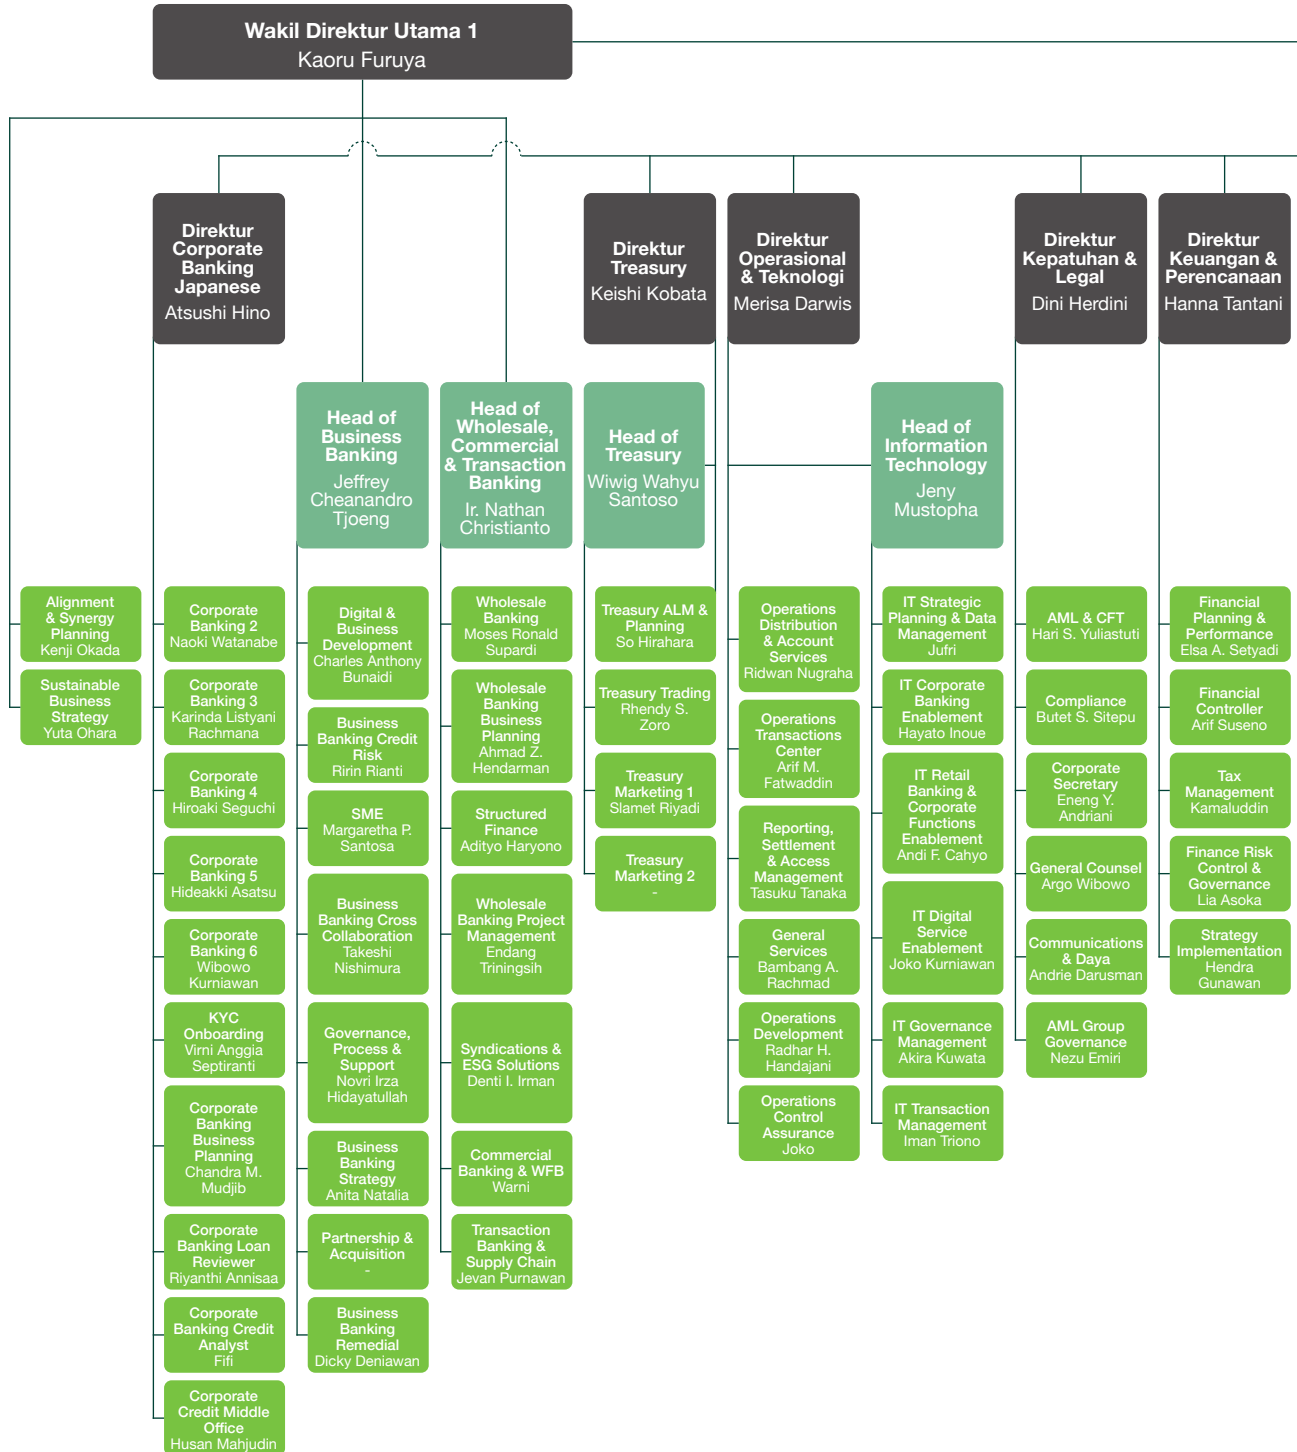 Wakil Direktur Utama 1
Kaoru Furuya
Direktur
Corporate
Banking
Japanese
Atsushi Hino
Direktur
Treasury
Keishi Kobata
Direktur
Operasional
& Teknologi
Merisa Darwis
Direktur
Kepatuhan &
Legal
Dini Herdini
Direktur
Keuangan &
Perencanaan
Hanna Tantani
Head of
Business
Banking
Jeffrey
Cheanandro
Tjoeng
Head of
Wholesale,
Commercial
& Transaction
Banking
Ir. Nathan
Christianto
Head of
Treasury
Wiwig Wahyu
Santoso
Head of
Information
Technology
Jeny
Mustopha
Alignment
& Synergy
Planning
Kenji Okada
Sustainable
Business
Strategy
Yuta Ohara
Corporate
Banking 2
Naoki Watanabe
Corporate
Banking 3
Karinda Listyani
Rachmana
Corporate
Banking 4
Hiroaki Seguchi
Corporate
Banking 5
Hideakki Asatsu
Corporate
Banking 6
Wibowo
Kurniawan
KYC
Onboarding
Virni Anggia
Septiranti
Corporate
Banking
Business
Planning
Chandra M.
Mudjib
Corporate
Banking Loan
Reviewer
Riyanthi Annisaa
Corporate
Banking Credit
Analyst
Fifi
Corporate
Credit Middle
Office
Husan Mahjudin
Digital &
Business
Development
Charles Anthony
Bunaidi
Business
Banking Credit
Risk
Ririn Rianti
SME
Margaretha P.
Santosa
Business
Banking Cross
Collaboration
Takeshi
Nishimura
Governance,
Process &
Support
Novri Irza
Hidayatullah
Business
Banking
Strategy
Anita Natalia
Partnership &
Acquisition
-
Business
Banking
Remedial
Dicky Deniawan
Wholesale
Banking
Moses Ronald
Supardi
Wholesale
Banking
Business
Planning
Ahmad Z.
Hendarman
Structured
Finance
Adityo Haryono
Wholesale
Banking Project
Management
Endang
Triningsih
Syndications &
ESG Solutions
Denti I. Irman
Commercial
Banking & WFB
Warni
Transaction
Banking &
Supply Chain
Jevan Purnawan
Treasury ALM &
Planning
So Hirahara
Treasury Trading
Rhendy S.
Zoro
Treasury
Marketing 1
Slamet Riyadi
Treasury
Marketing 2
-
Operations
Distribution
& Account
Services
Ridwan Nugraha
Operations
Transactions
Center
Arif M.
Fatwaddin
Reporting,
Settlement
& Access
Management
Tasuku Tanaka
General
Services
Bambang A.
Rachmad
Operations
Development
Radhar H.
Handajani
Operations
Control
Assurance
Joko
IT Strategic
Planning & Data
Management
Jufri
IT Corporate
Banking
Enablement
Hayato Inoue
IT Retail
Banking &
Corporate
Functions
Enablement
Andi F. Cahyo
IT Digital
Service
Enablement
Joko Kurniawan
IT Governance
Management
Akira Kuwata
IT Transaction
Management
Iman Triono
AML & CFT
Hari S. Yuliastuti
Compliance
Butet S. Sitepu
Corporate
Secretary
Eneng Y.
Andriani
General Counsel
Argo Wibowo
Communications
& Daya
Andrie Darusman
AML Group
Governance
Nezu Emiri
Financial
Planning &
Performance
Elsa A. Setyadi
Financial
Controller
Arif Suseno
Tax
Management
Kamaluddin
Finance Risk
Control &
Governance
Lia Asoka
Strategy
Implementation
Hendra
Gunawan